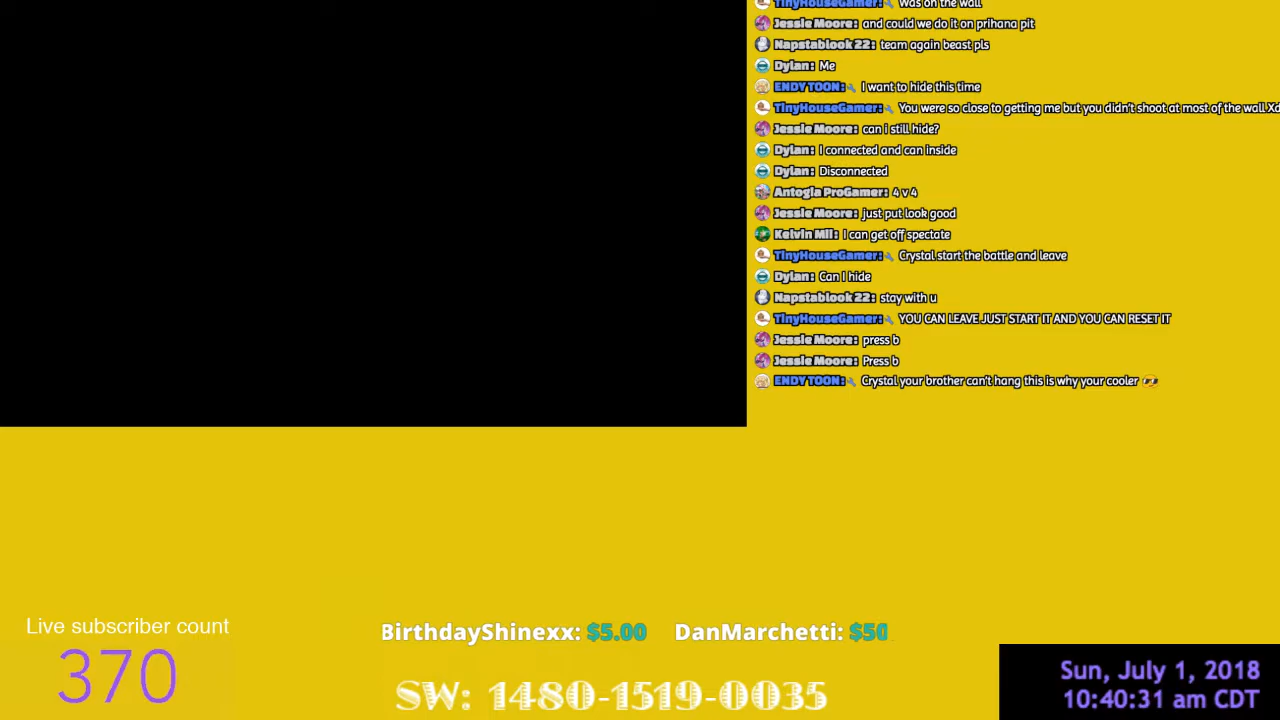 TinyHouseGamer: Was on the wall
Jessie Moore: and could we do it on prihana pit
Napstablook 22: team again beast pls
Dylan: Me
ENDY TOON: I want to hide this time
TinyHouseGamer: You were so close to getting me but you didn't shoot at most of the wall Xd
Jessie Moore: can i still hide?
Dylan: I connected and can inside
Dylan: Disconnected
Antogia ProGamer: 4 v 4
Jessie Moore: just put look good
Kelvin Mii: I can get off spectate
TinyHouseGamer: Crystal start the battle and leave
Dylan: Can I hide
Napstablook 22: stay with u
TinyHouseGamer: YOU CAN LEAVE JUST START IT AND YOU CAN RESET IT
Jessie Moore: press b
Jessie Moore: Press b
ENDY TOON: Crystal your brother can't hang this is why your cooler 😎
Live subscriber count
370
BirthdayShinexx: $5.00 DanMarchetti: $50
SW: 1480-1519-0035
Sun, July 1, 2018
10:40:31 am CDT